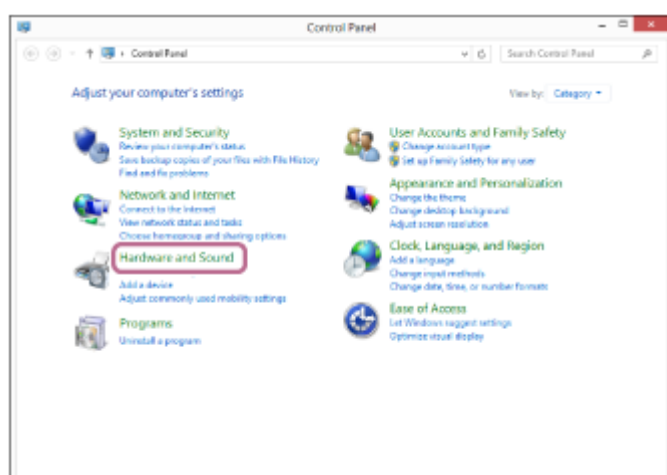 Control Panel
Control Panel
Search Control Panel
Adjust your computer's settings
View by: Category
System and Security
Review your computer's status
Save backup copies of your files with File History
Find and fix problems
Network and Internet
Connect to the Internet
View network status and tasks
Choose homegroup and sharing options
Hardware and Sound
Add a device
Adjust commonly used mobility settings
Programs
Uninstall a program
User Accounts and Family Safety
Change account type
Set up Family Safety for any user
Appearance and Personalization
Change the theme
Change desktop background
Adjust screen resolution
Clock, Language, and Region
Add a language
Change input methods
Change date, time, or number formats
Ease of Access
Let Windows suggest settings
Optimize visual display